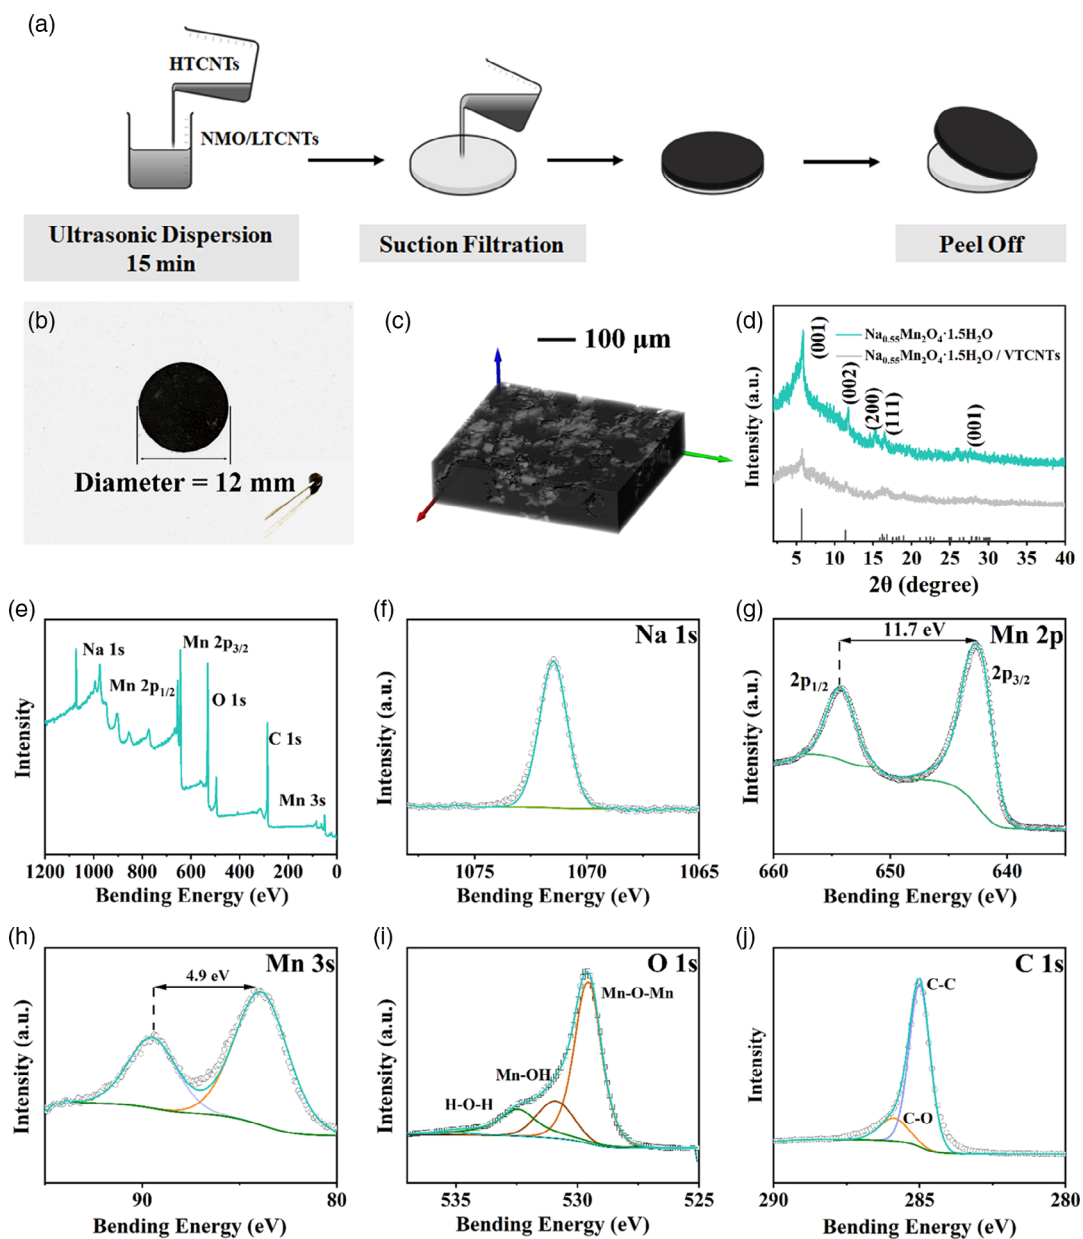 (a)
HTCNTs
NMO/LTCNTs
Ultrasonic Dispersion
15 min
Suction Filtration
Peel Off
(b)
Diameter = 12 mm
(c)
100 μm
(d)
Intensity (a.u.)
Na0.55Mn2O4·1.5H2O
Na0.55Mn2O4·1.5H2O / VTCNTs
(001)
(002)
(200)
(111)
(001)
5 10 15 20 25 30 35 40
2θ (degree)
(e)
Intensity
Na 1s
Mn 2p1/2
Mn 2p3/2
O 1s
C 1s
Mn 3s
1200 1000 800 600 400 200 0
Bending Energy (eV)
(f)
Na 1s
Intensity (a.u.)
1075 1070 1065
Bending Energy (eV)
(g)
Mn 2p
11.7 eV
2p1/2
2p3/2
Intensity (a.u.)
660 650 640
Bending Energy (eV)
(h)
Mn 3s
4.9 eV
Intensity (a.u.)
90 80
Bending Energy (eV)
(i)
O 1s
Mn-O-Mn
Mn-OH
H-O-H
Intensity (a.u.)
535 530 525
Bending Energy (eV)
(j)
C 1s
C-C
C-O
Intensity
290 285 280
Bending Energy (eV)